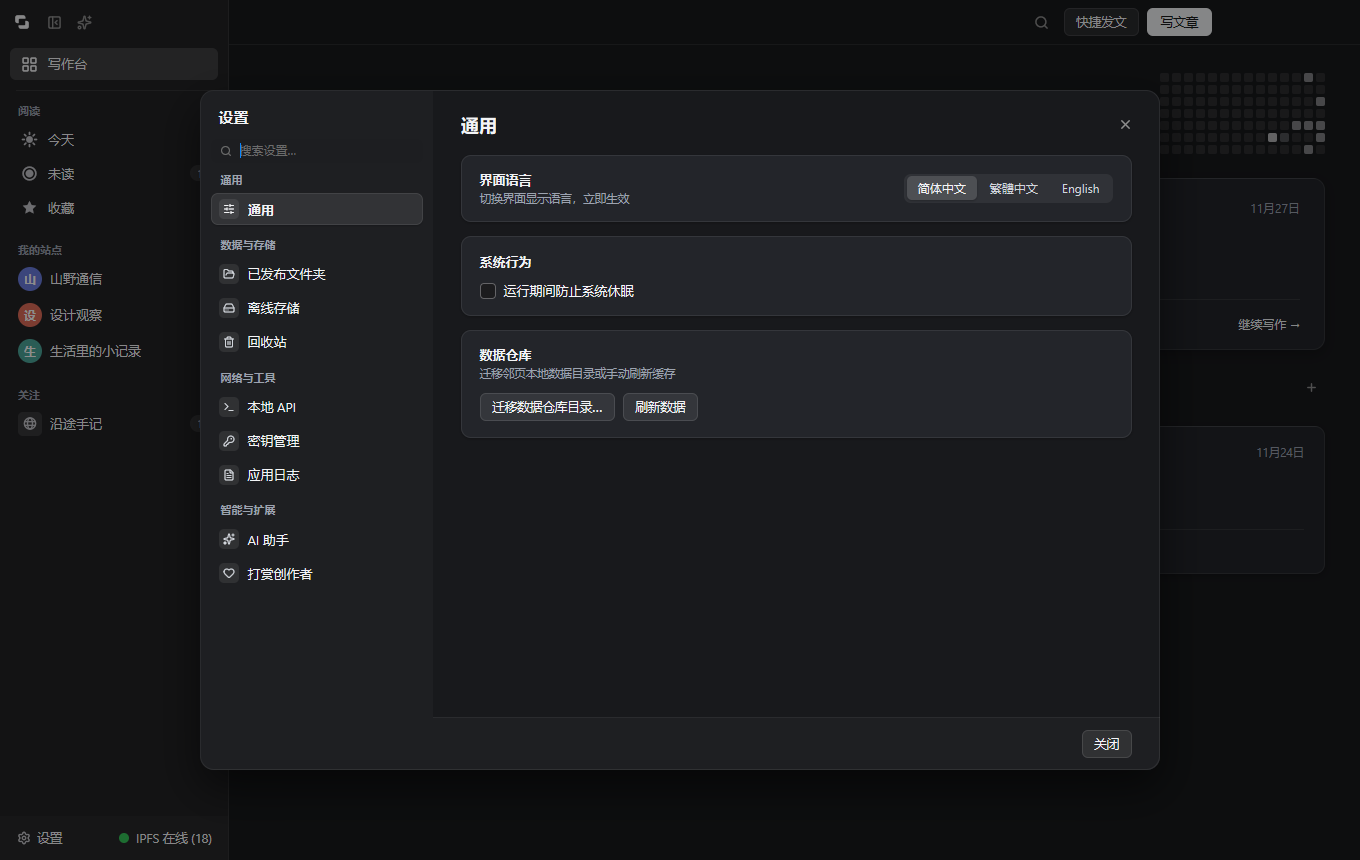 快捷发文
写文章
写作台
阅读
今天
未读
收藏
我的站点
山 山野通信
设 设计观察
生 生活里的小记录
关注
沿途手记
设置
IPFS 在线 (18)
设置
搜索设置...
通用
通用
数据与存储
已发布文件夹
离线存储
回收站
网络与工具
本地 API
密钥管理
应用日志
智能与扩展
AI 助手
打赏创作者
通用
界面语言
切换界面显示语言，立即生效
简体中文 繁體中文 English
系统行为
运行期间防止系统休眠
数据仓库
迁移邻页本地数据目录或手动刷新缓存
迁移数据仓库目录... 刷新数据
关闭
11月27日
继续写作 →
11月24日